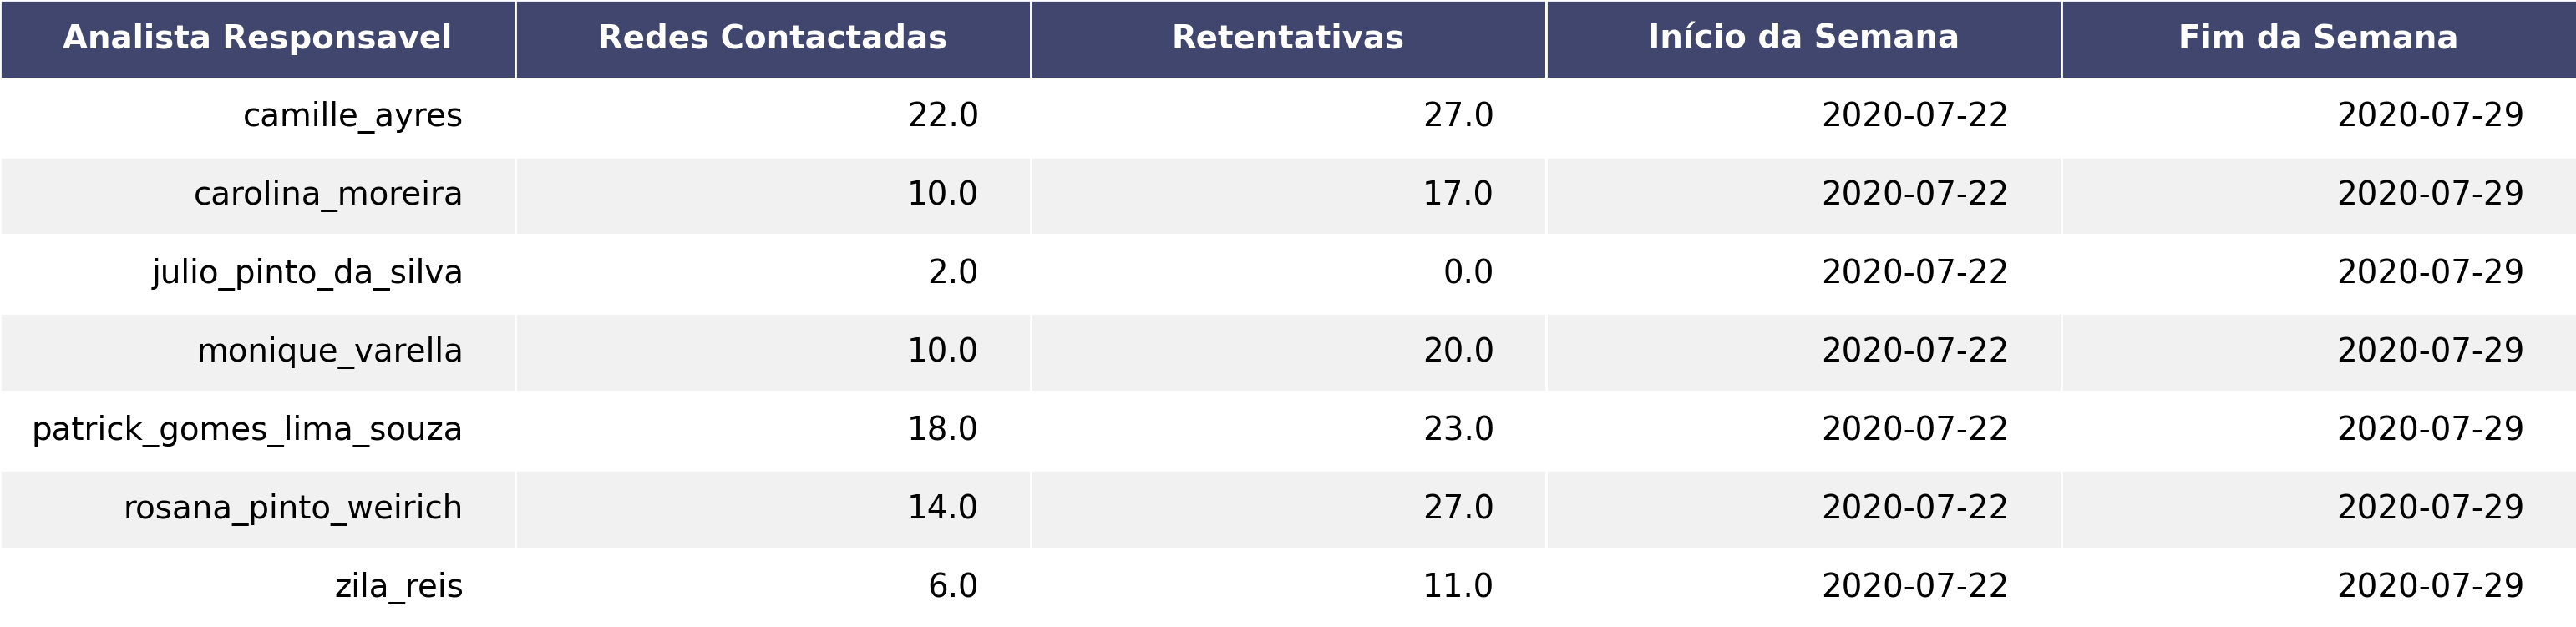 Analista Responsavel Redes Contactadas Retentativas Início da Semana Fim da Semana
camille_ayres 22.0 27.0 2020-07-22 2020-07-29
carolina_moreira 10.0 17.0 2020-07-22 2020-07-29
julio_pinto_da_silva 2.0 0.0 2020-07-22 2020-07-29
monique_varella 10.0 20.0 2020-07-22 2020-07-29
patrick_gomes_lima_souza 18.0 23.0 2020-07-22 2020-07-29
rosana_pinto_weirich 14.0 27.0 2020-07-22 2020-07-29
zila_reis 6.0 11.0 2020-07-22 2020-07-29